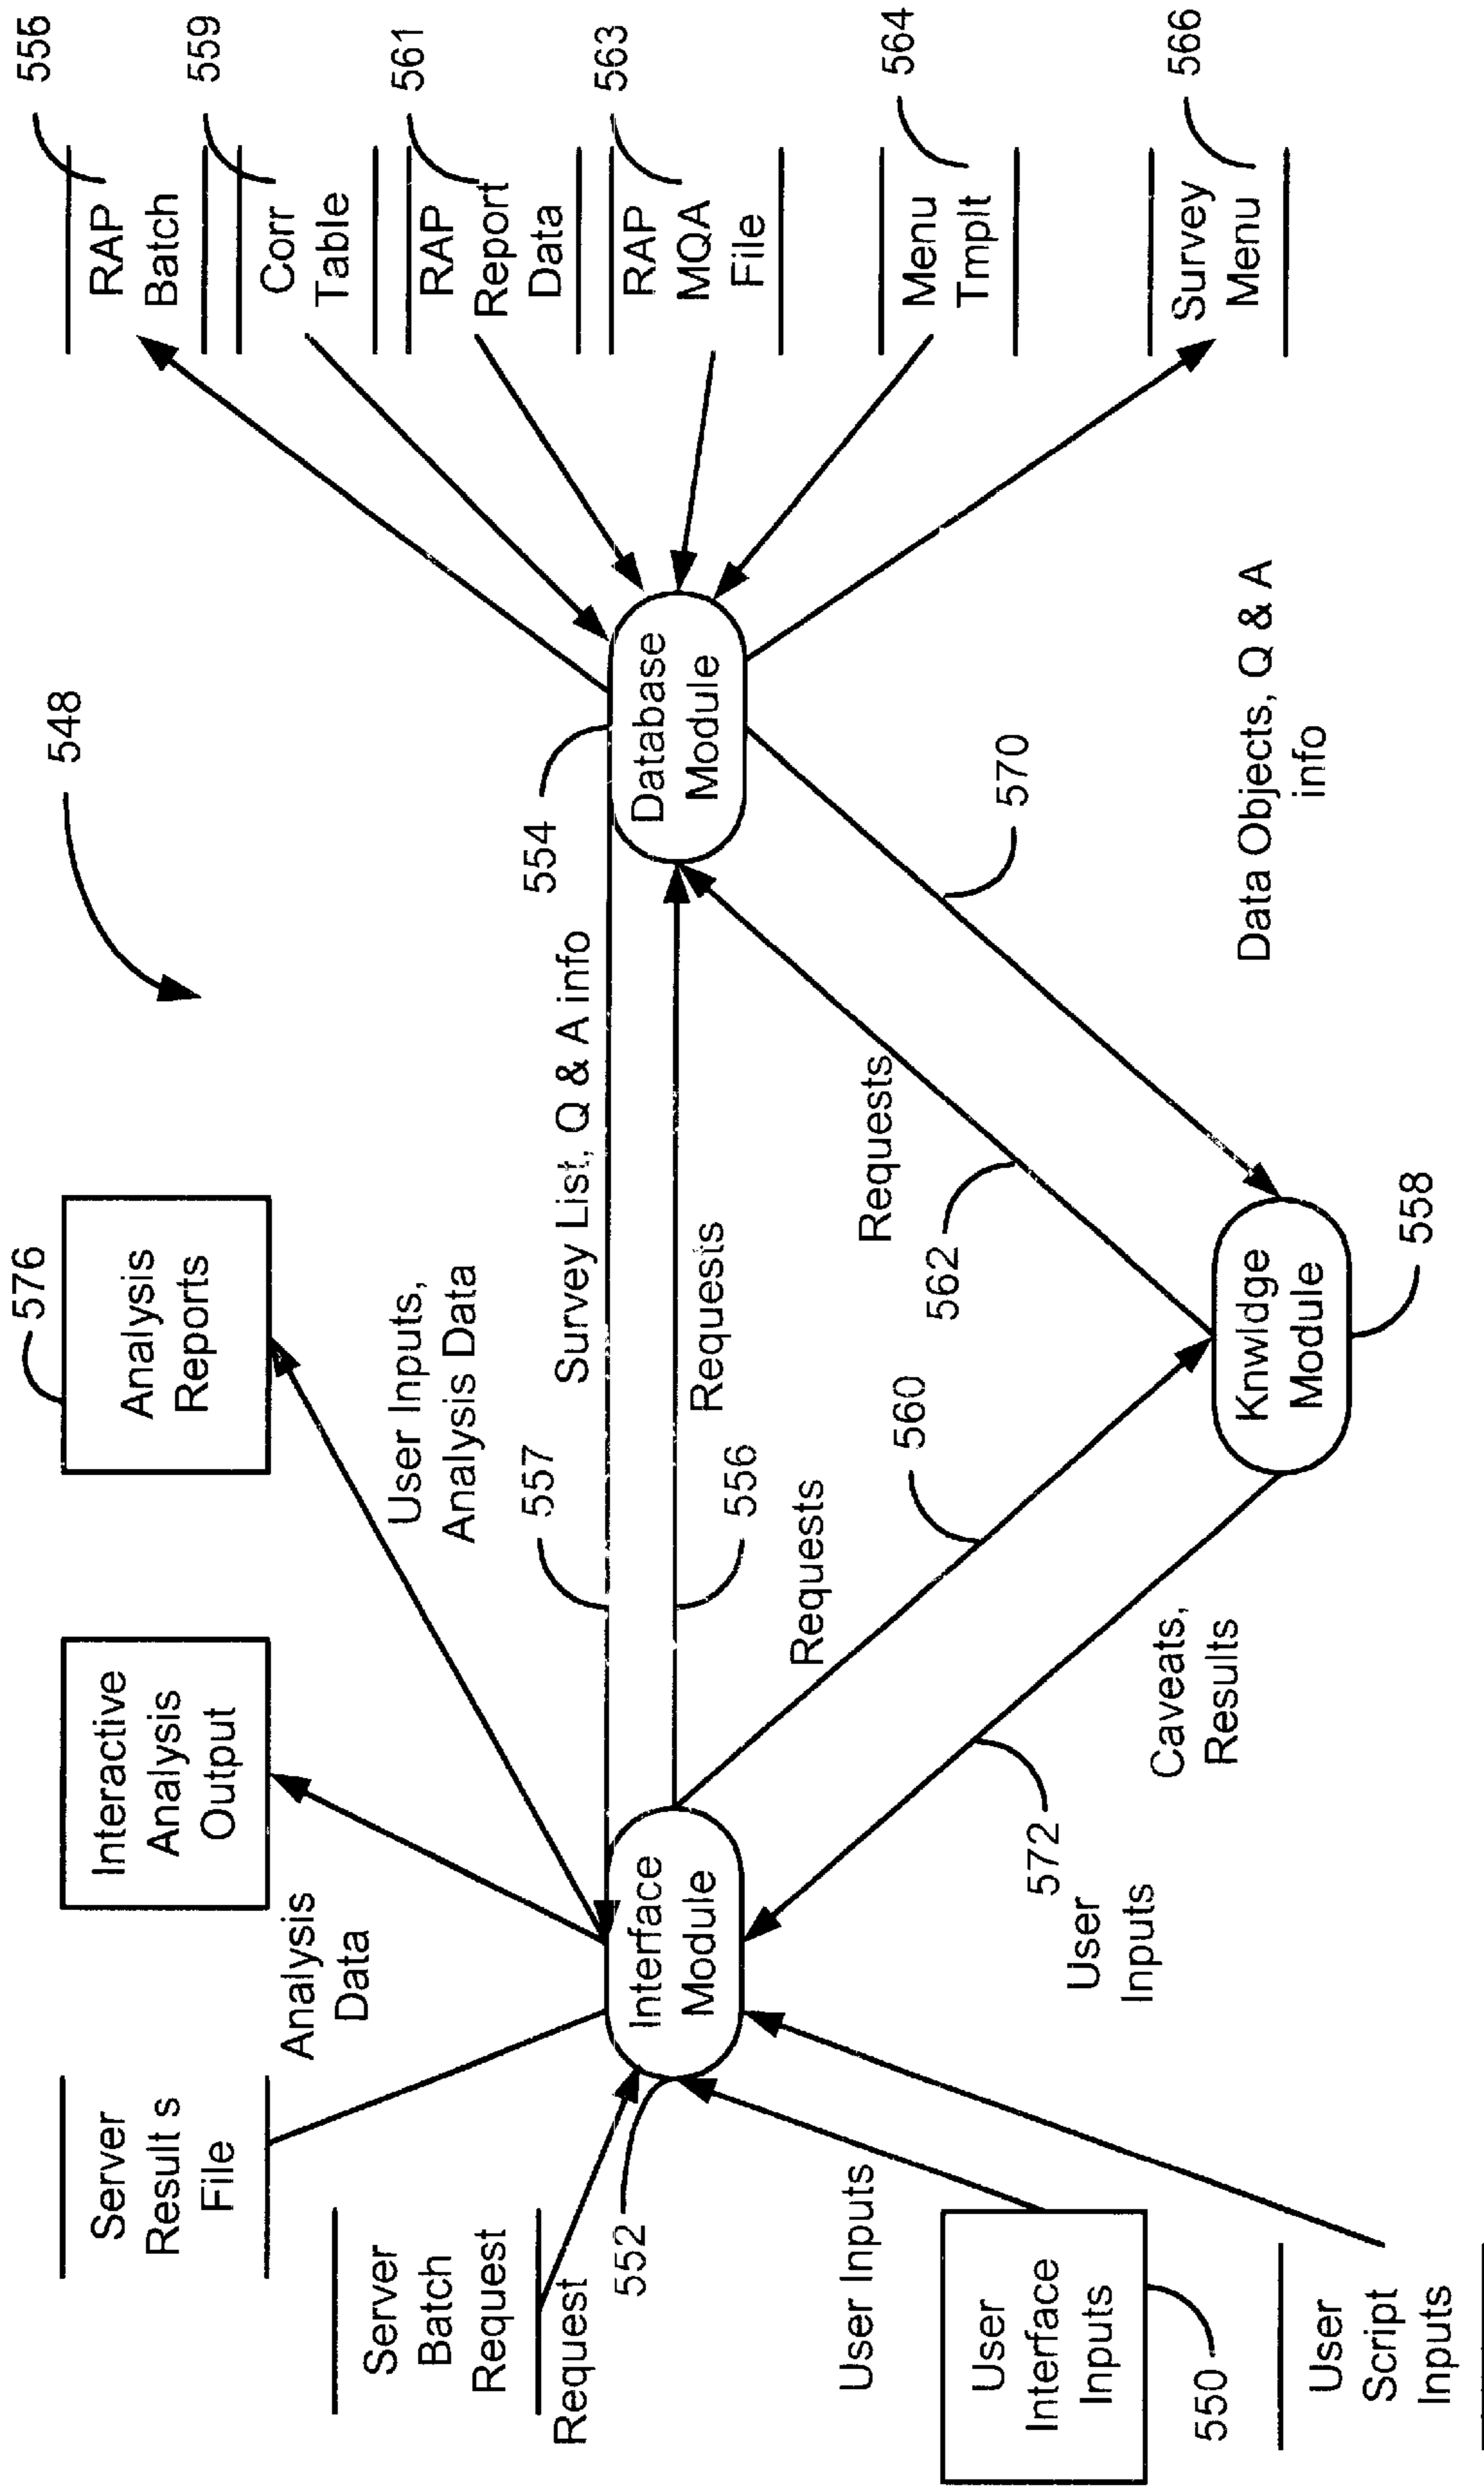 548
576
Server
Result s
File
Analysis
Data
Interactive
Analysis
Output
Analysis
Reports
User Inputs,
Analysis Data
Server
Batch
Request
Request
552
557
Survey List, Q & A info
554
Interface
Module
Requests
556
Database
Module
RAP
Batch
555
Corr
Table
559
RAP
Report
Data
561
RAP
MQA
File
563
Menu
Tmplt
564
Survey
Menu
566
User Inputs
User
Interface
Inputs
550
User
Script
Inputs
User
Inputs
572
Caveats,
Results
Requests
560
Requests
562
570
Data Objects, Q & A
info
Knwldge
Module
558